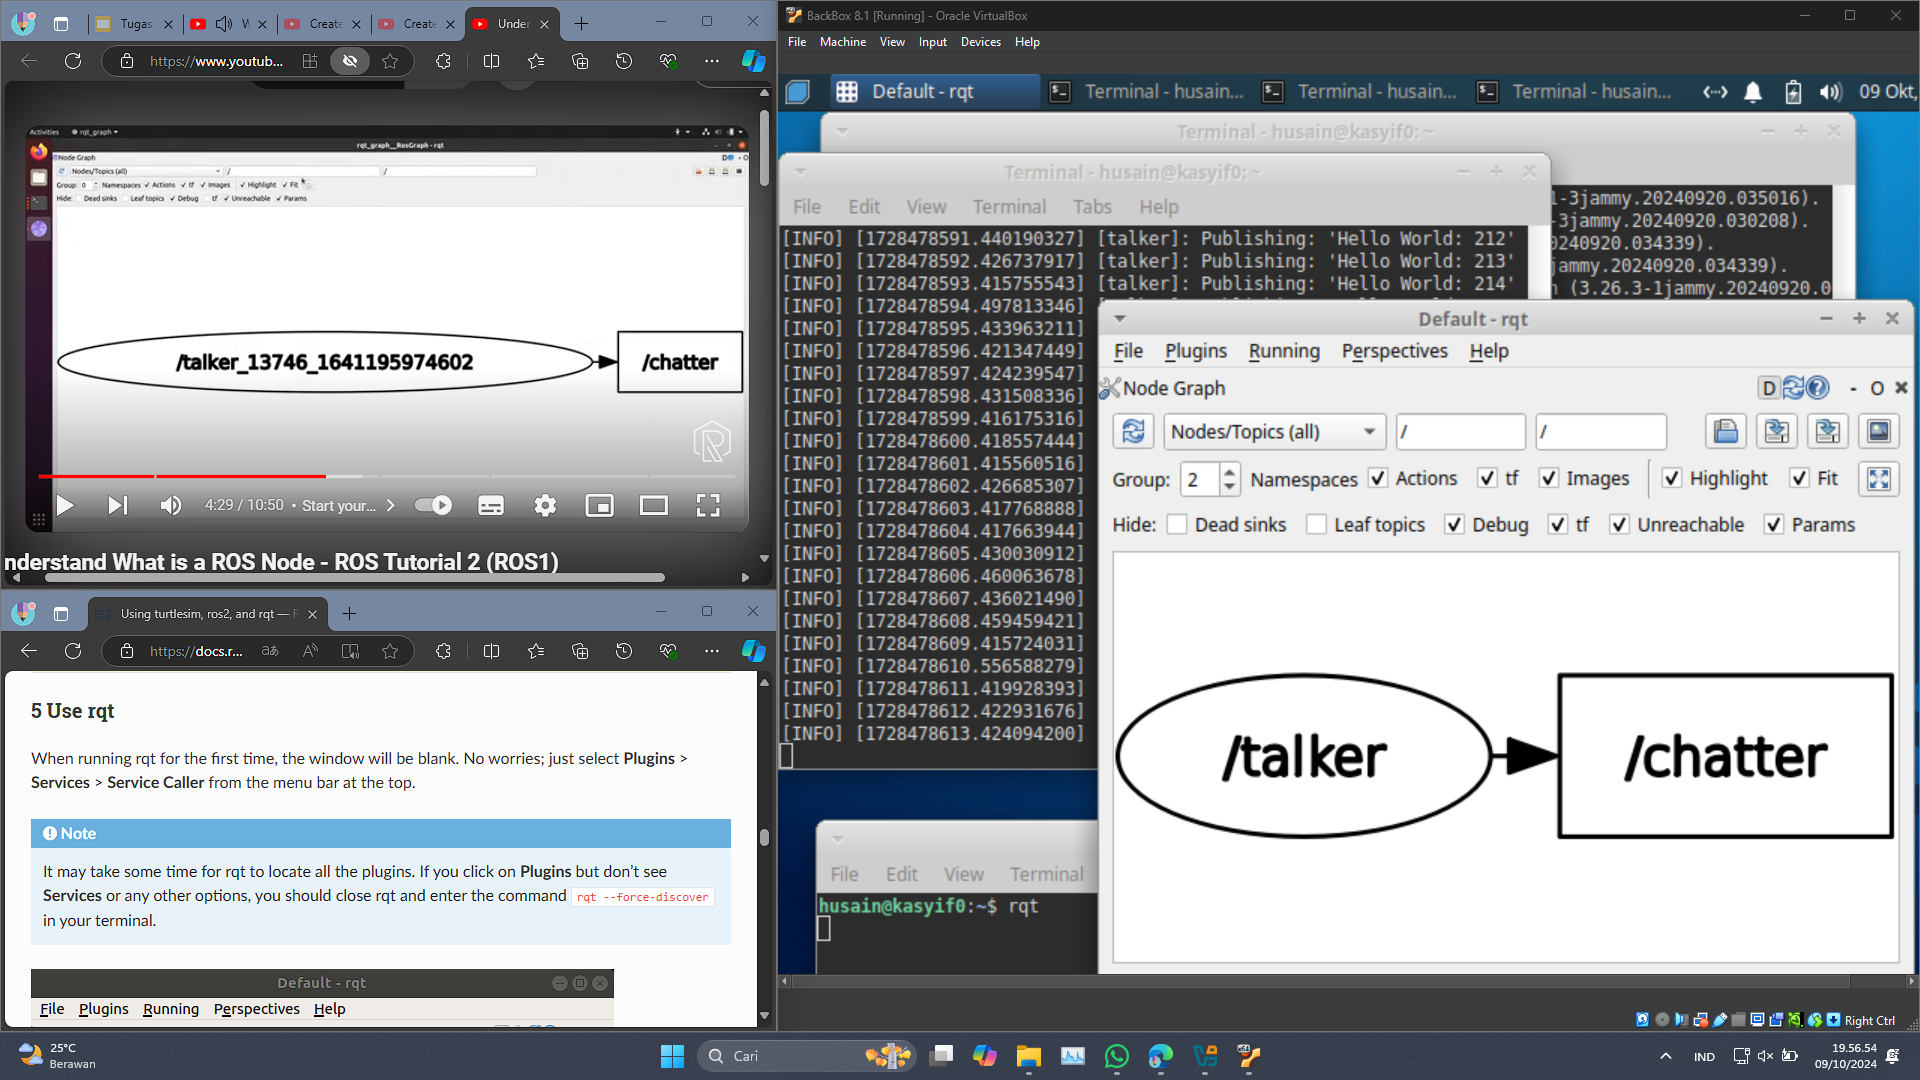 Tugas
W
Create
Create
Under
https://www.youtub...
Activities
rqt_graph
rqt_graph__RosGraph - rqt
Node Graph
Nodes/Topics (all)
/
/
Group: 0 Namespaces Actions tf Images Highlight Fit
Hide: Dead sinks Leaf topics Debug tf Unreachable Params
/talker_13746_1641195974602
/chatter
4:29 / 10:50 • Start your...
nderstand What is a ROS Node - ROS Tutorial 2 (ROS1)
Using turtlesim, ros2, and rqt — R
https://docs.r...
5 Use rqt
When running rqt for the first time, the window will be blank. No worries; just select Plugins >
Services > Service Caller from the menu bar at the top.
Note
It may take some time for rqt to locate all the plugins. If you click on Plugins but don’t see
Services or any other options, you should close rqt and enter the command rqt --force-discover
in your terminal.
Default - rqt
File Plugins Running Perspectives Help
BackBox 8.1 [Running] - Oracle VirtualBox
File Machine View Input Devices Help
Default - rqt
Terminal - husain...
Terminal - husain...
Terminal - husain...
09 Okt,
Terminal - husain@kasyif0: ~
1-3jammy.20240920.035016).
-3jammy.20240920.030208).
0240920.034339).
jammy.20240920.034339).
n (3.26.3-1jammy.20240920.0
Terminal - husain@kasyif0: ~
File Edit View Terminal Tabs Help
[INFO] [1728478591.440190327] [talker]: Publishing: 'Hello World: 212'
[INFO] [1728478592.426737917] [talker]: Publishing: 'Hello World: 213'
[INFO] [1728478593.415755543] [talker]: Publishing: 'Hello World: 214'
[INFO] [1728478594.497813346]
[INFO] [1728478595.433963211]
[INFO] [1728478596.421347449]
[INFO] [1728478597.424239547]
[INFO] [1728478598.431508336]
[INFO] [1728478599.416175316]
[INFO] [1728478600.418557444]
[INFO] [1728478601.415560516]
[INFO] [1728478602.426685307]
[INFO] [1728478603.417768888]
[INFO] [1728478604.417663944]
[INFO] [1728478605.430030912]
[INFO] [1728478606.460063678]
[INFO] [1728478607.436021490]
[INFO] [1728478608.459459421]
[INFO] [1728478609.415724031]
[INFO] [1728478610.556588279]
[INFO] [1728478611.419928393]
[INFO] [1728478612.422931676]
[INFO] [1728478613.424094200]
Default - rqt
File Plugins Running Perspectives Help
Node Graph
D
- O
Nodes/Topics (all)
/
/
Group: 2 Namespaces Actions tf Images Highlight Fit
Hide: Dead sinks Leaf topics Debug tf Unreachable Params
/talker
/chatter
File Edit View Terminal
husain@kasyif0:~$ rqt
Right Ctrl
25°C
Berawan
Cari
IND
19.56.54
09/10/2024